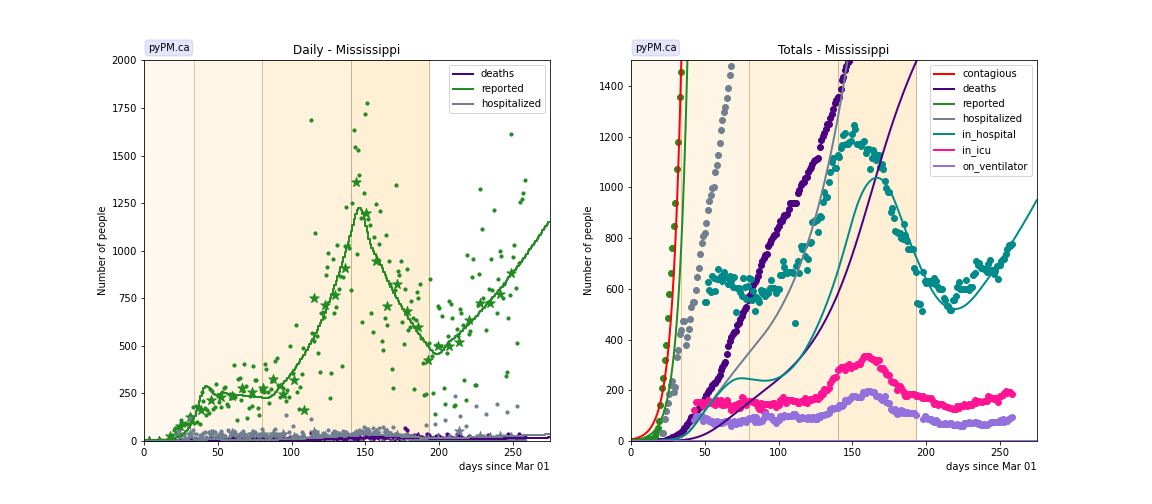 pyPM.ca
Daily - Mississippi
deaths
reported
hospitalized
2000
1750
1500
1250
1000
750
500
250
0
Number of people
0
50
100
150
200
250
days since Mar 01
pyPM.ca
Totals - Mississippi
contagious
deaths
reported
hospitalized
in_hospital
in_icu
on_ventilator
1400
1200
1000
800
600
400
200
0
Number of people
0
50
100
150
200
250
days since Mar 01